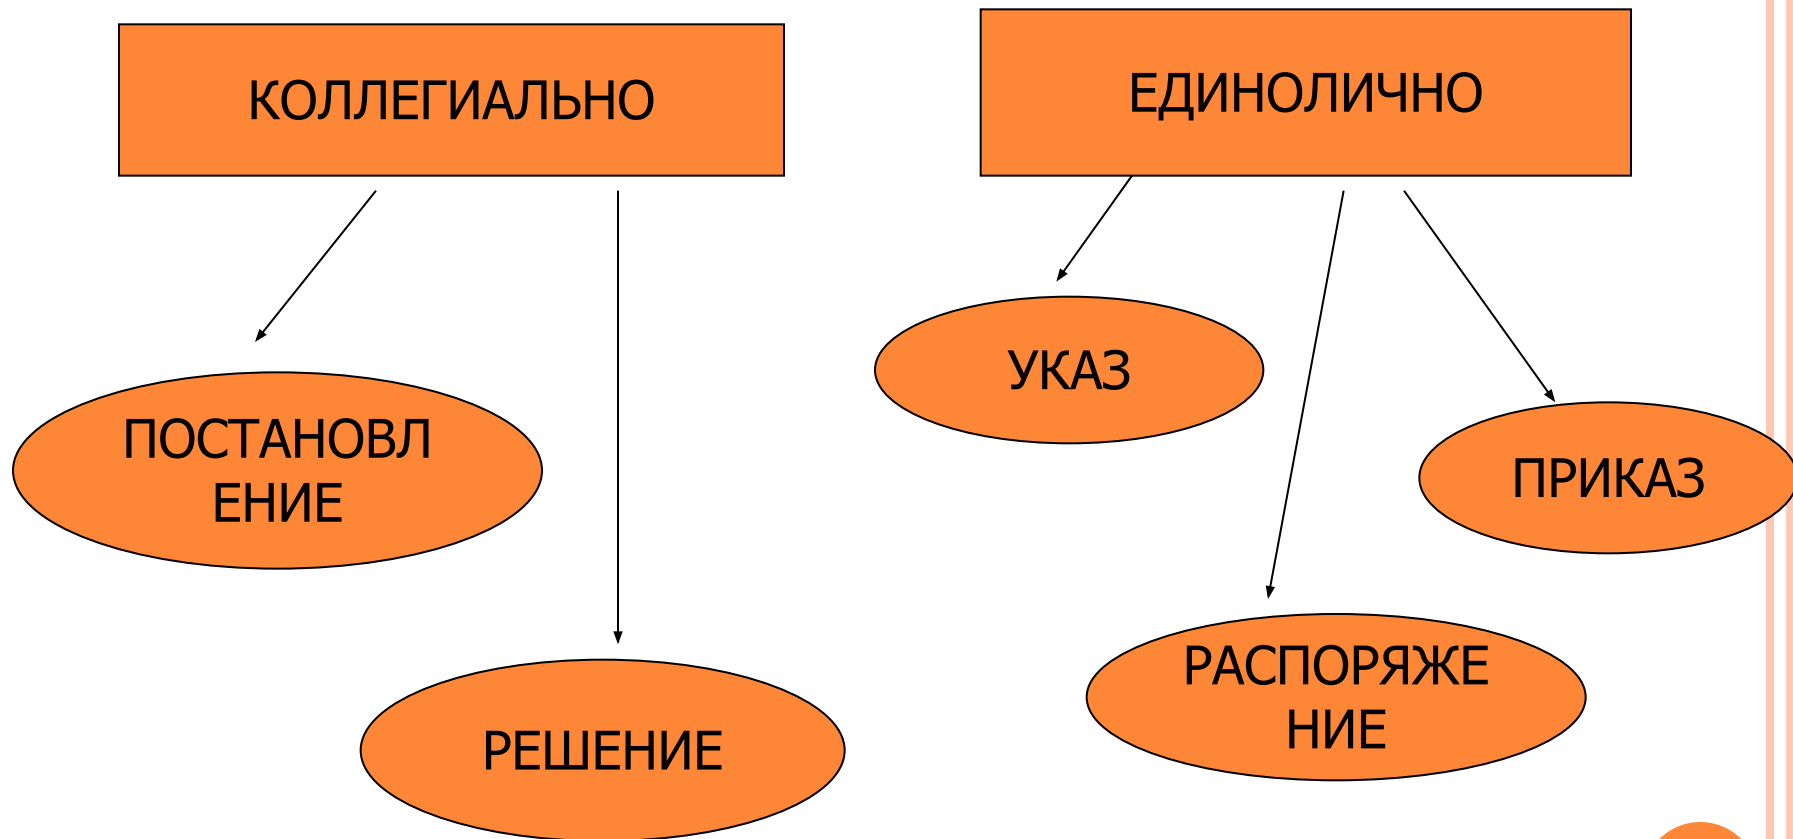 КОЛЛЕГИАЛЬНО
ЕДИНОЛИЧНО
УКАЗ
ПОСТАНОВЛ
ЕНИЕ
ПРИКАЗ
РАСПОРЯЖЕ
НИЕ
РЕШЕНИЕ